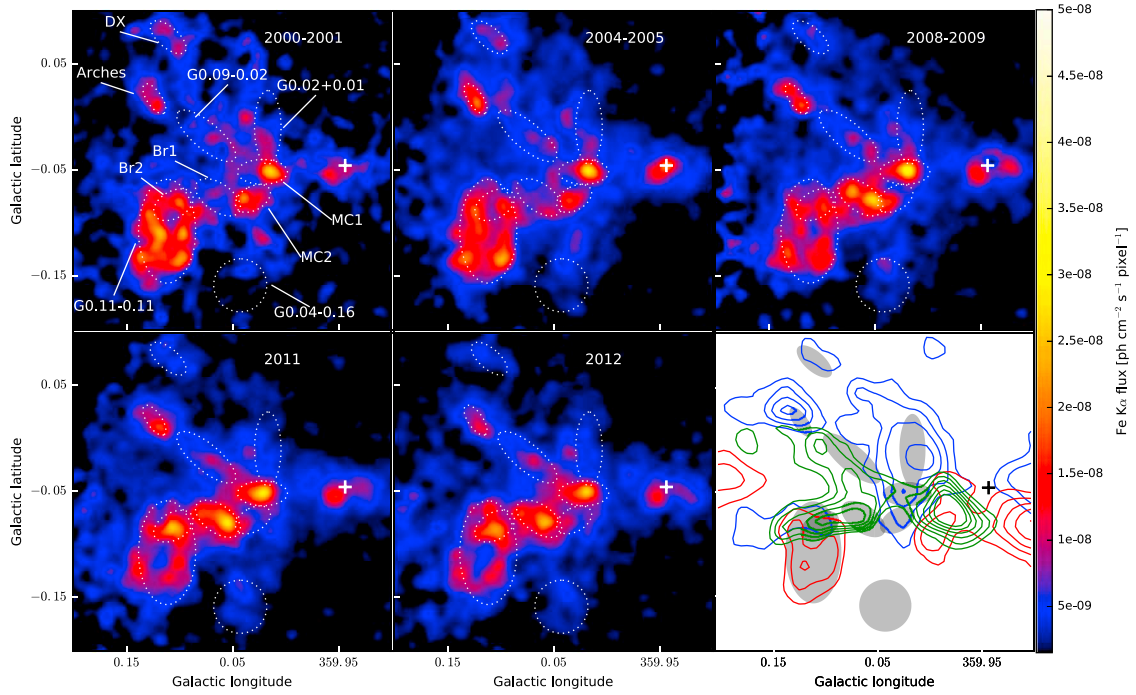 DX
2000-2001
2004-2005
2008-2009
Arches
G0.09-0.02
G0.02+0.01
Br1
Br2
MC1
MC2
G0.11-0.11
G0.04-0.16
0.05
−0.05
−0.15
Galactic latitude
2011
2012
0.05
−0.05
−0.15
Galactic latitude
0.15
0.05
359.95
Galactic longitude
0.15
0.05
359.95
Galactic longitude
0.15
0.05
359.95
Galactic longitude
5e-08
4.5e-08
4e-08
3.5e-08
3e-08
2.5e-08
2e-08
1.5e-08
1e-08
5e-09
Fe Kα flux [ph cm⁻² s⁻¹ pixel⁻¹]